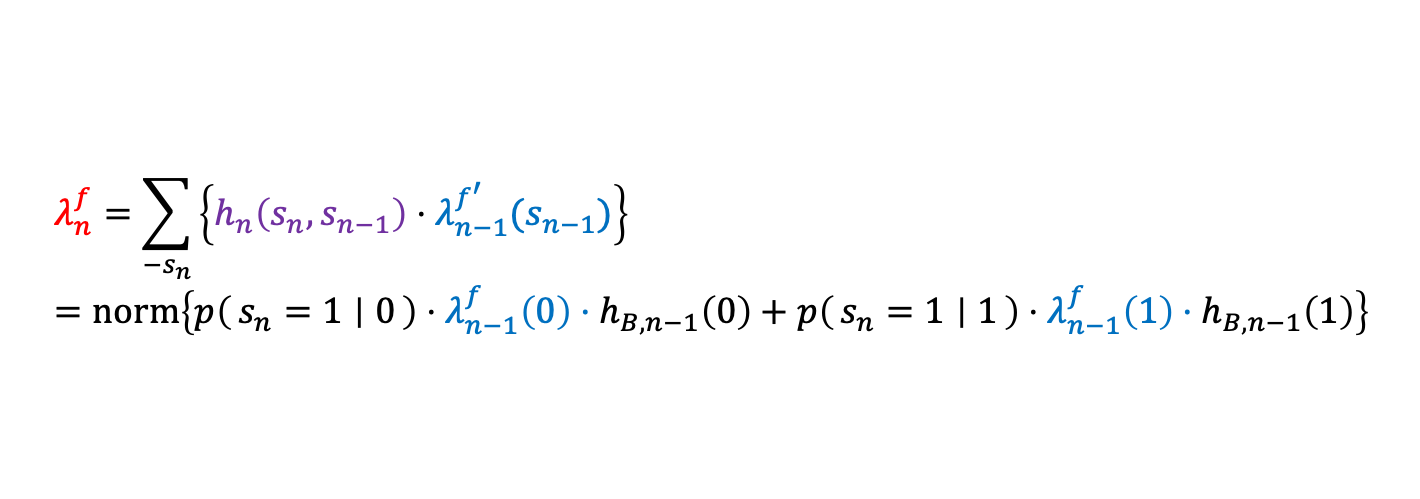 λ_n^f = ∑_{−s_n} {h_n(s_n, s_{n−1}) · λ_{n−1}^{f′}(s_{n−1})}
= norm{p( s_n = 1 | 0 ) · λ_{n−1}^f(0) · h_{B,n−1}(0) + p( s_n = 1 | 1 ) · λ_{n−1}^f(1) · h_{B,n−1}(1)}